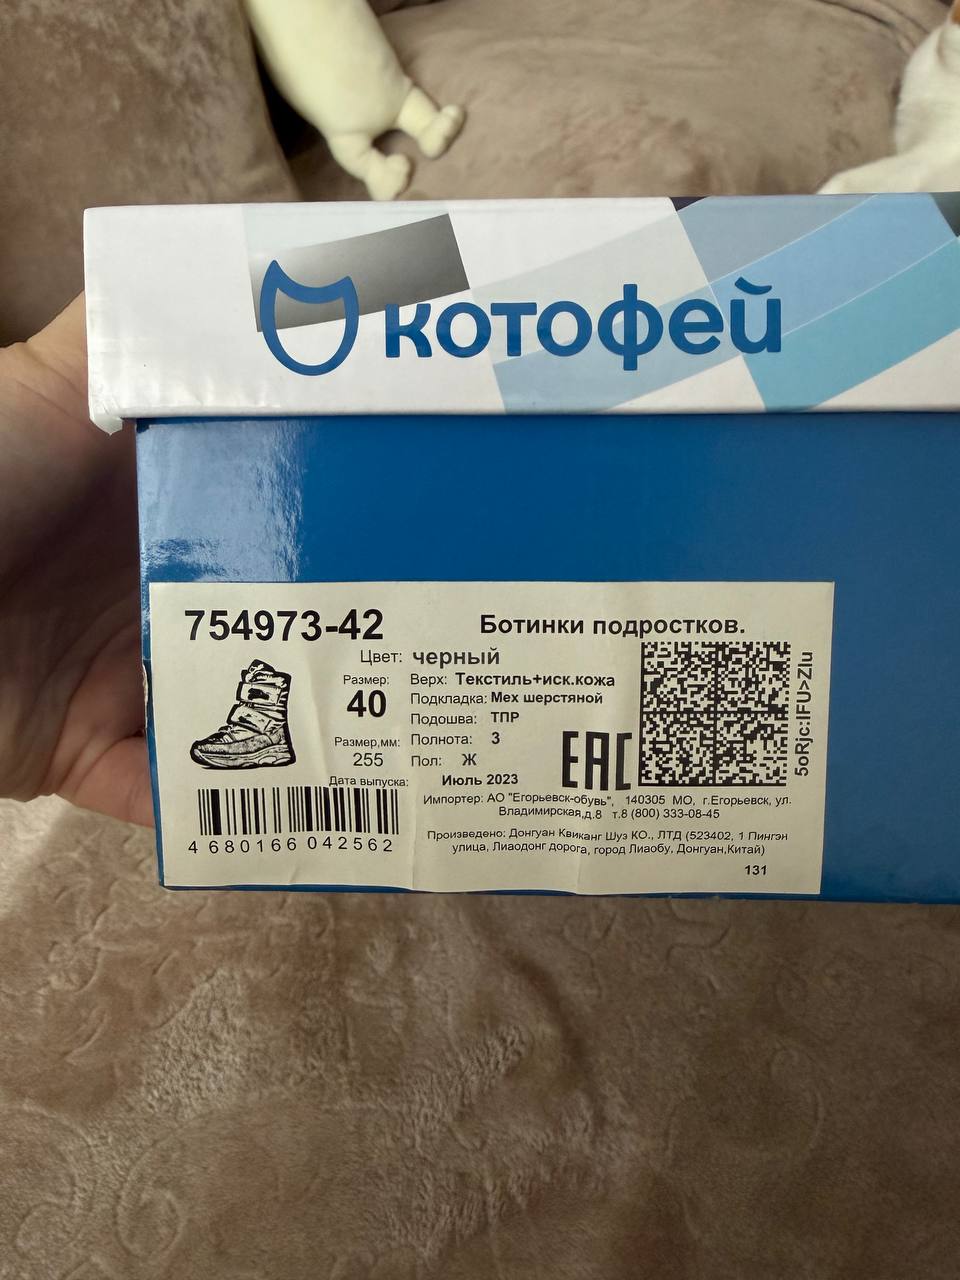 котофей
754973-42
Ботинки подростков.
Цвет: черный
Размер: 40
Верх: Текстиль+иск.кожа
Подкладка: Мех шерстяной
Подошва: ТПР
Размер,мм: 255
Полнота: 3
Пол: Ж
Дата выпуска: Июль 2023
EAC
5oRjc:IFU>Zlu
Импортер: АО "Егорьевск-обувь", 140305 МО, г.Егорьевск, ул.
Владимирская,д.8 т.8 (800) 333-08-45
4 680166 042562
Произведено: Донгуан Квиканг Шуз КО., ЛТД (523402, 1 Пингэн
улица, Лиаодонг дорога, город Лиаобу, Донгуан,Китай)
131